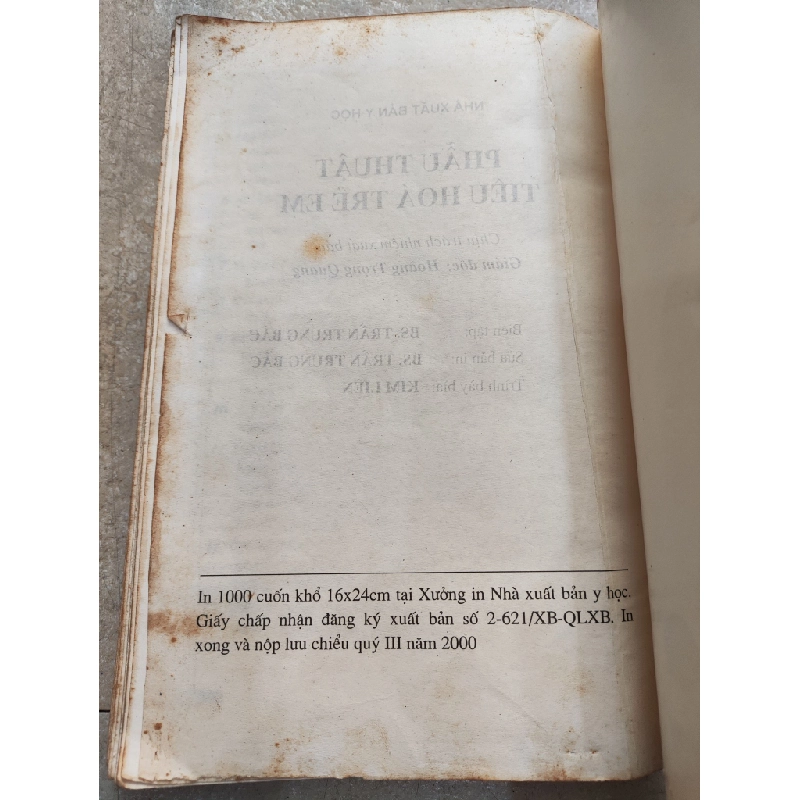 NHÀ XUẤT BẢN Y HỌC
PHẪU THUẬT
TIÊU HOÁ TRẺ EM
Chịu trách nhiệm xuất bản
Giám đốc: Hoàng Trọng Quang
Biên tập: BS. TRẦN TRUNG BẮC
Sửa bản in: BS. TRẦN TRUNG BẮC
Trình bày bìa: KIM LIÊN
In 1000 cuốn khổ 16x24cm tại Xưởng in Nhà xuất bản y học.
Giấy chấp nhận đăng ký xuất bản số 2-621/XB-QLXB. In
xong và nộp lưu chiểu quý III năm 2000